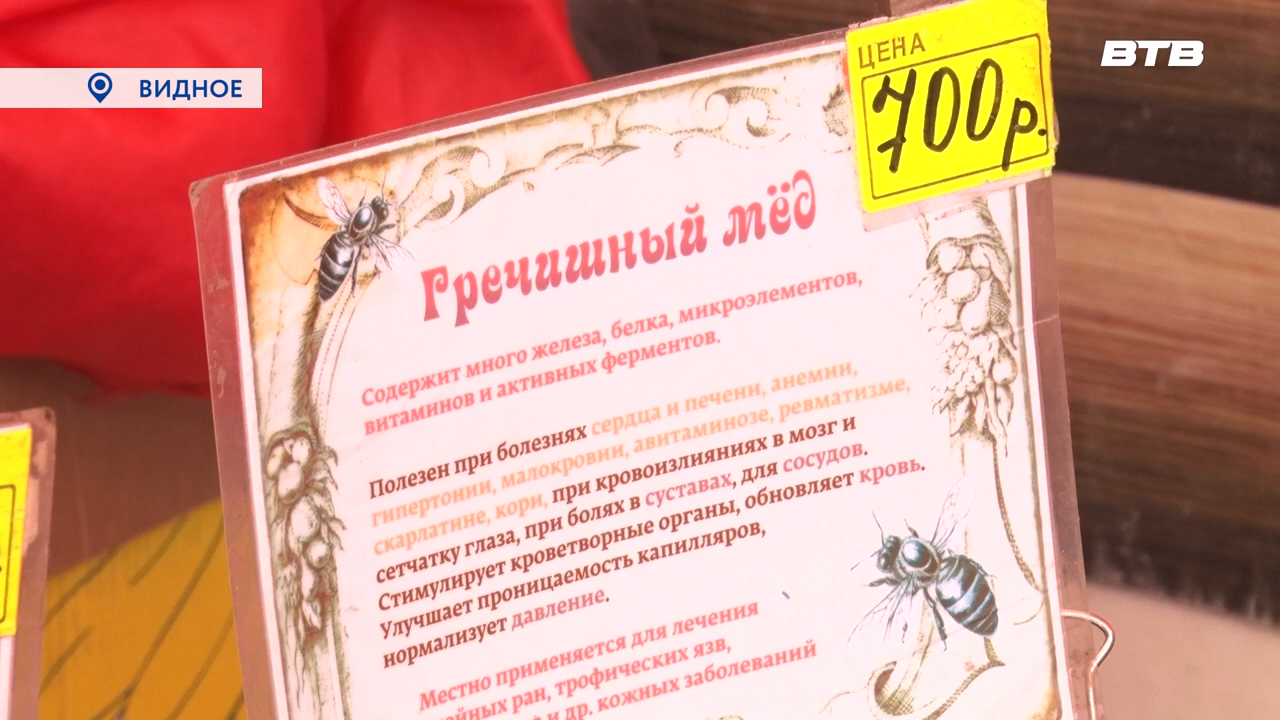 ВИДНОЕ
ВТВ
ЦЕНА
700р.
Гречишный мёд
Содержит много железа, белка, микроэлементов,
витаминов и активных ферментов.
Полезен при болезнях сердца и печени, анемии,
гипертонии, малокровии, авитаминозе, ревматизме,
скарлатине, кори, при кровоизлияниях в мозг и
сетчатку глаза, при болях в суставах, для сосудов.
Стимулирует кроветворные органы, обновляет кровь.
Улучшает проницаемость капилляров,
нормализует давление.
Местно применяется для лечения
ран, трофических язв,
и др. кожных заболеваний